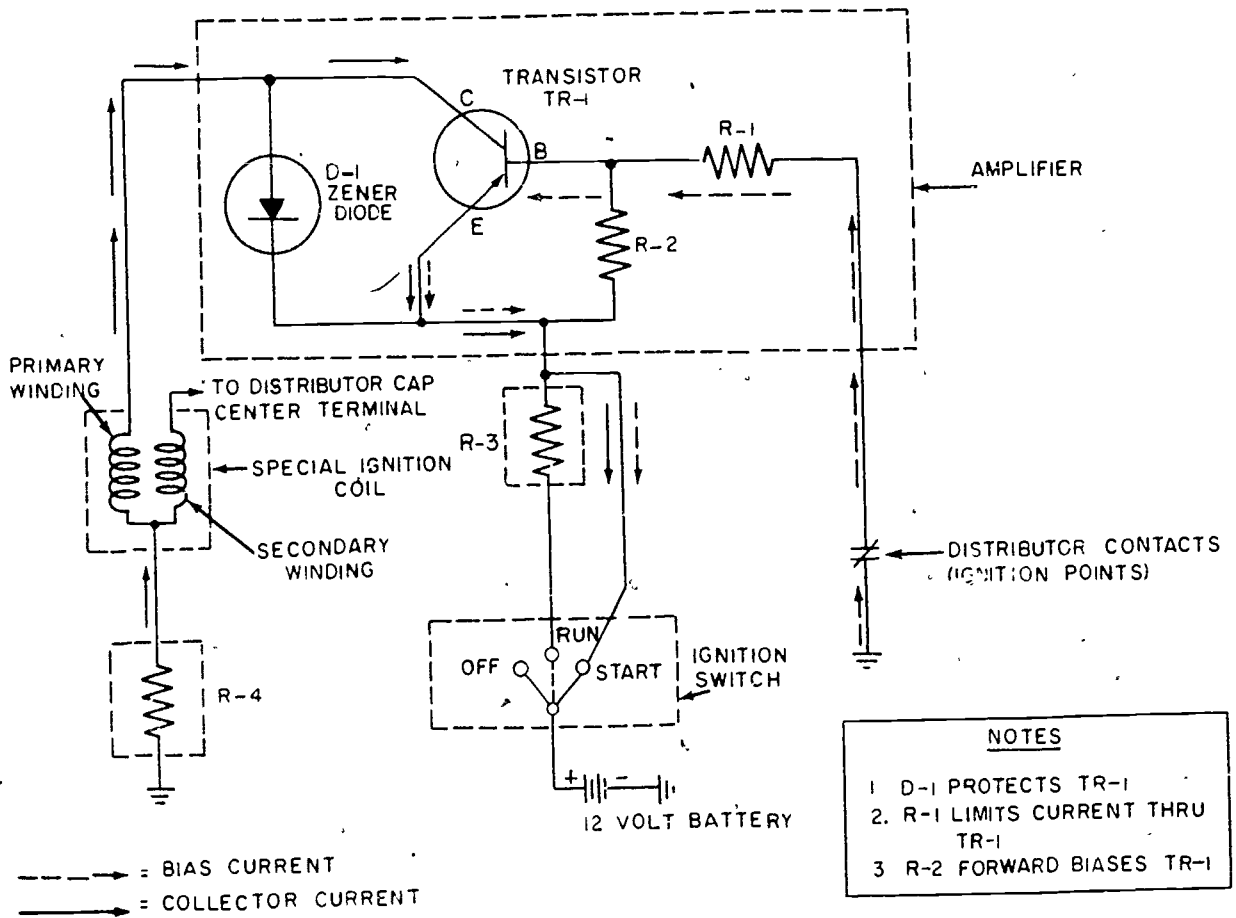 TRANSISTOR
TR-1
C
B
E
R-1
D-1
ZENER
DIODE
R-2
AMPLIFIER
PRIMARY
WINDING
TO DISTRIBUTOR CAP
CENTER TERMINAL
R-3
SPECIAL IGNITION
COIL
SECONDARY
WINDING
DISTRIBUTOR CONTACTS
(IGNITION POINTS)
RUN
OFF
START
IGNITION
SWITCH
R-4
+ -
12 VOLT BATTERY
NOTES
1 D-1 PROTECTS TR-1
2. R-1 LIMITS CURRENT THRU
TR-1
3 R-2 FORWARD BIASES TR-1
= BIAS CURRENT
= COLLECTOR CURRENT